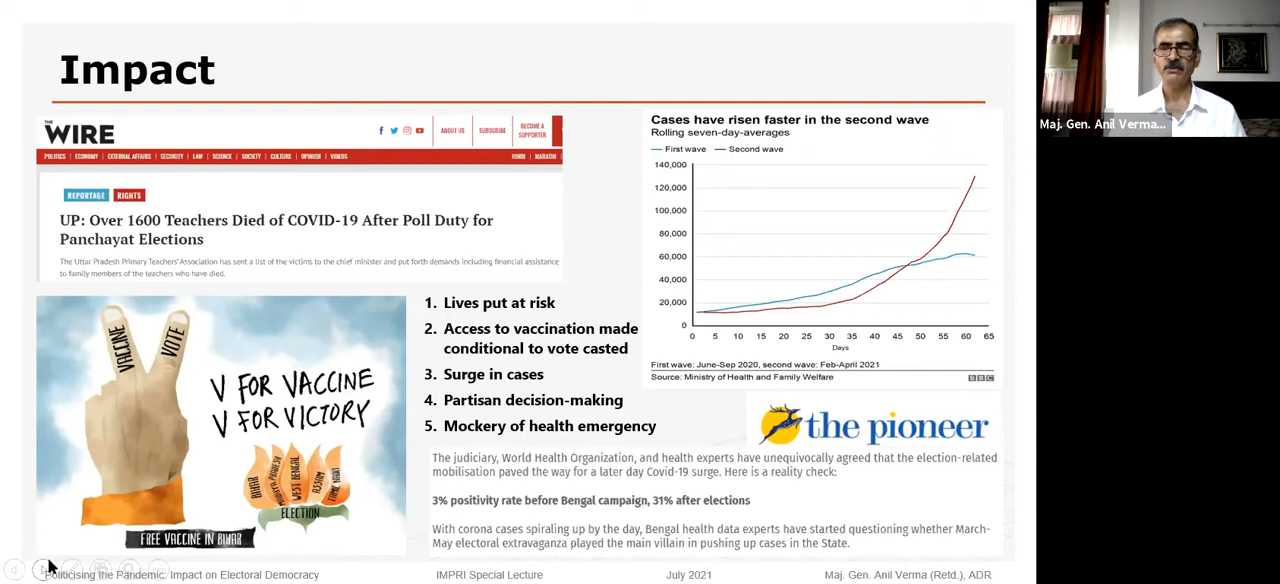 Impact
THE
WIRE
ABOUT US
SUBSCRIBE
BECOME A
SUPPORTER
POLITICS | ECONOMY | EXTERNAL AFFAIRS | SECURITY | LAW | SCIENCE | SOCIETY | CULTURE | OPINION | VIDEOS
HINDI | MARATHI
REPORTAGE
RIGHTS
UP: Over 1600 Teachers Died of COVID-19 After Poll Duty for
Panchayat Elections
The Uttar Pradesh Primary Teachers' Association has sent a list of the victims to the chief minister and put forth demands including financial assistance
to family members of the teachers who have died.
VACCINE
VOTE
V FOR VACCINE
V FOR VICTORY
BIHAR
WEST BENGAL
ASSAM
TAMIL NADU
ELECTION
FREE VACCINE IN BIHAR
1. Lives put at risk
2. Access to vaccination made
conditional to vote casted
3. Surge in cases
4. Partisan decision-making
5. Mockery of health emergency
Cases have risen faster in the second wave
Rolling seven-day-averages
First wave
Second wave
140,000
120,000
100,000
80,000
60,000
40,000
20,000
0
0 5 10 15 20 25 30 35 40 45 50 55 60 65
Days
First wave: June-Sep 2020, second wave: Feb-April 2021
Source: Ministry of Health and Family Welfare
BBC
the pioneer
The judiciary, World Health Organization, and health experts have unequivocally agreed that the election-related
mobilisation paved the way for a later day Covid-19 surge. Here is a reality check:
3% positivity rate before Bengal campaign, 31% after elections
With corona cases spiraling up by the day, Bengal health data experts have started questioning whether March-
May electoral extravaganza played the main villain in pushing up cases in the State.
Politicising the Pandemic: Impact on Electoral Democracy
IMPRI Special Lecture
July 2021
Maj. Gen. Anil Verma (Retd.), ADR
Maj. Gen. Anil Verma...